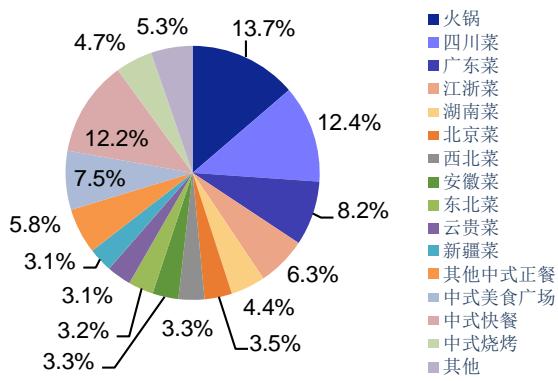 5.3%
13.7%
4.7%
12.4%
12.2%
7.5%
8.2%
5.8%
6.3%
3.1%
4.4%
3.1%
3.2%
3.3%
3.5%
3.3%
火锅
四川菜
广东菜
江浙菜
湖南菜
北京菜
西北菜
安徽菜
东北菜
云贵菜
新疆菜
其他中式正餐
中式美食广场
中式快餐
中式烧烤
其他